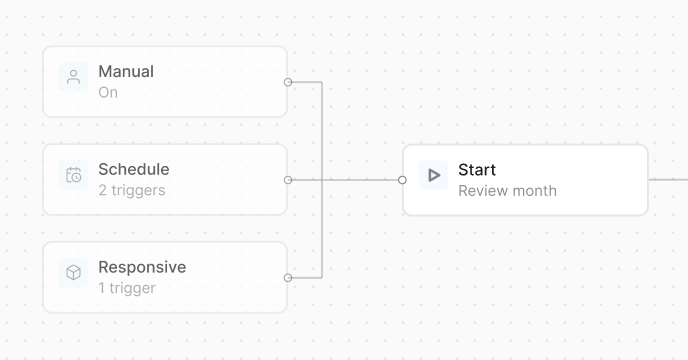 Manual
On
Schedule
2 triggers
Responsive
1 trigger
Start
Review month